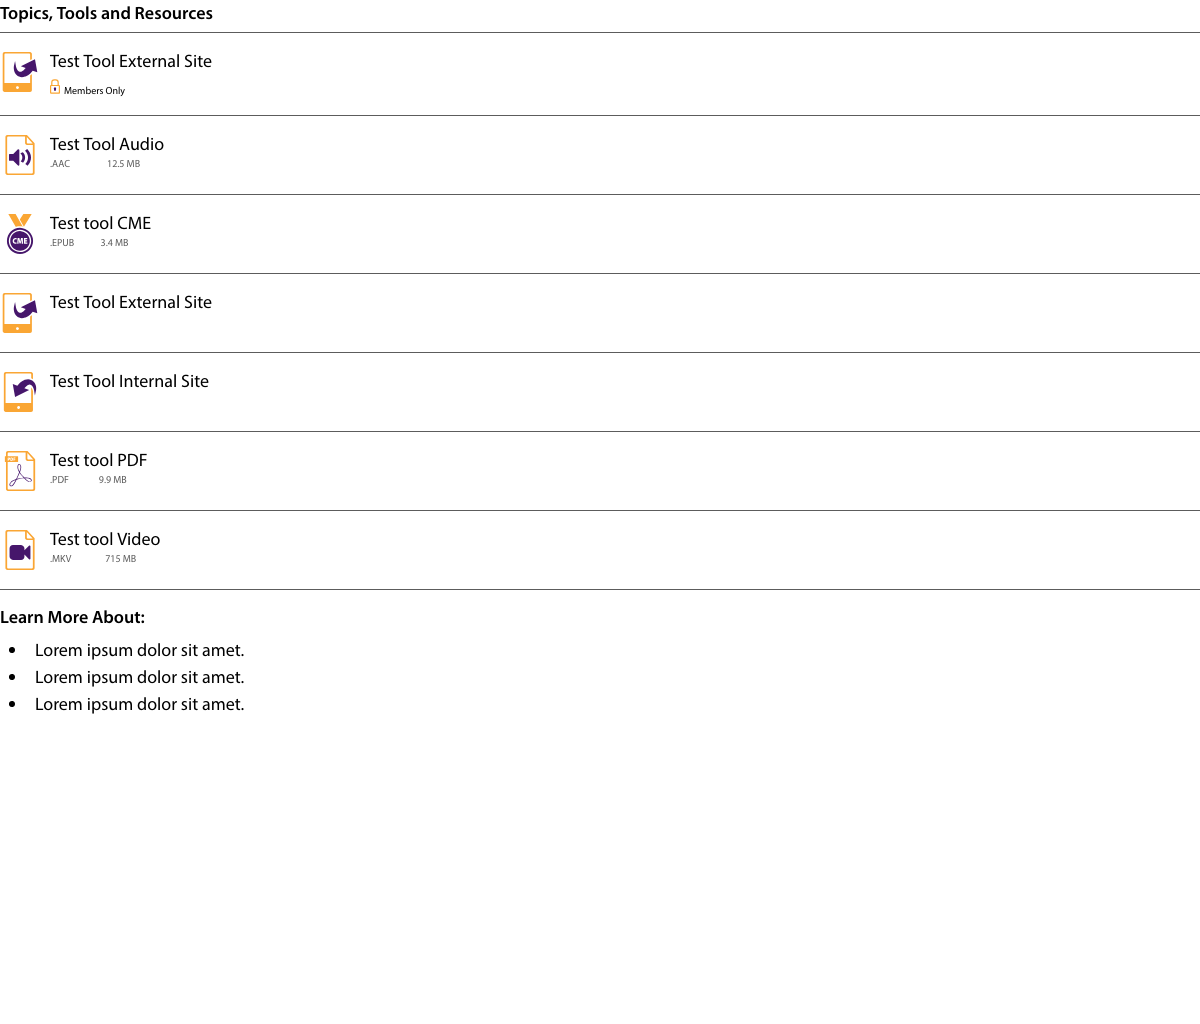 Topics, Tools and Resources
Test Tool External Site
Members Only
Test Tool Audio
.AAC 12.5 MB
CME
Test tool CME
.EPUB 3.4 MB
Test Tool External Site
Test Tool Internal Site
PDF
Test tool PDF
.PDF 9.9 MB
Test tool Video
.MKV 715 MB
Learn More About:
• Lorem ipsum dolor sit amet.
• Lorem ipsum dolor sit amet.
• Lorem ipsum dolor sit amet.